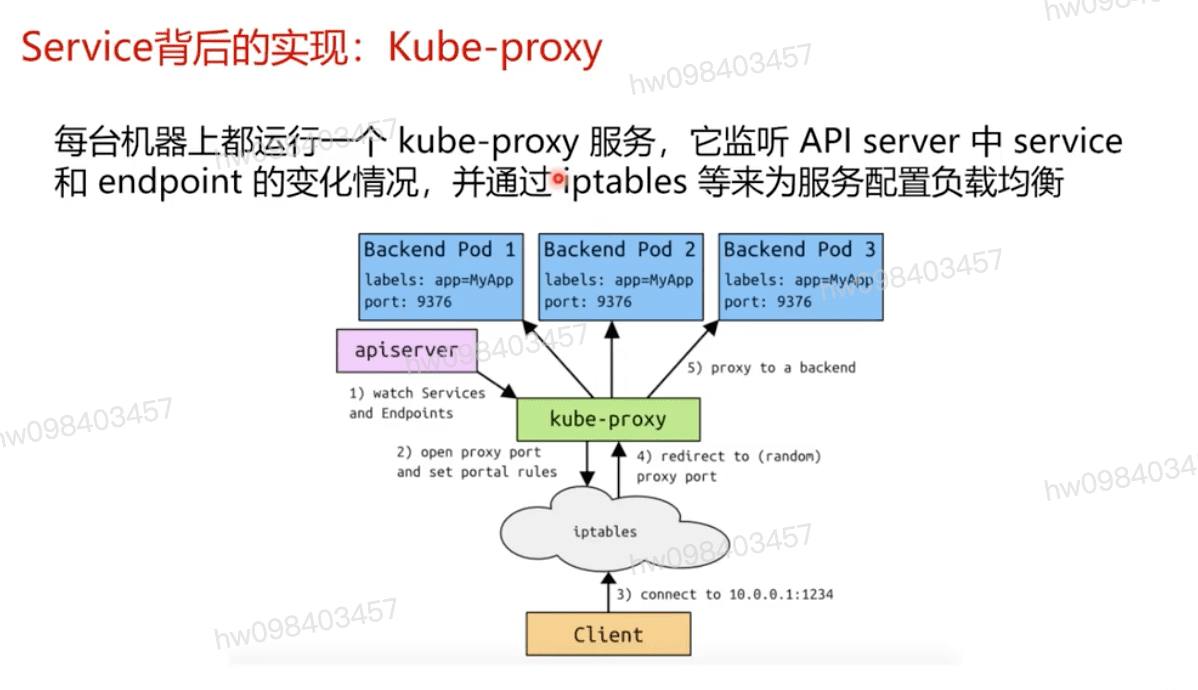 Service背后的实现：Kube-proxy
每台机器上都运行一个 kube-proxy 服务，它监听 API server 中 service
和 endpoint 的变化情况，并通过 iptables 等来为服务配置负载均衡
Backend Pod 1
labels: app=MyApp
port: 9376
Backend Pod 2
labels: app=MyApp
port: 9376
Backend Pod 3
labels: app=MyApp
port: 9376
apiserver
5) proxy to a backend
1) watch Services
and Endpoints
kube-proxy
2) open proxy port
and set portal rules
4) redirect to (random)
proxy port
iptables
3) connect to 10.0.0.1:1234
Client
hw098403457
hw098403457
hw098403457
hw098403457
hw098403457
hw098403457
hw098403457